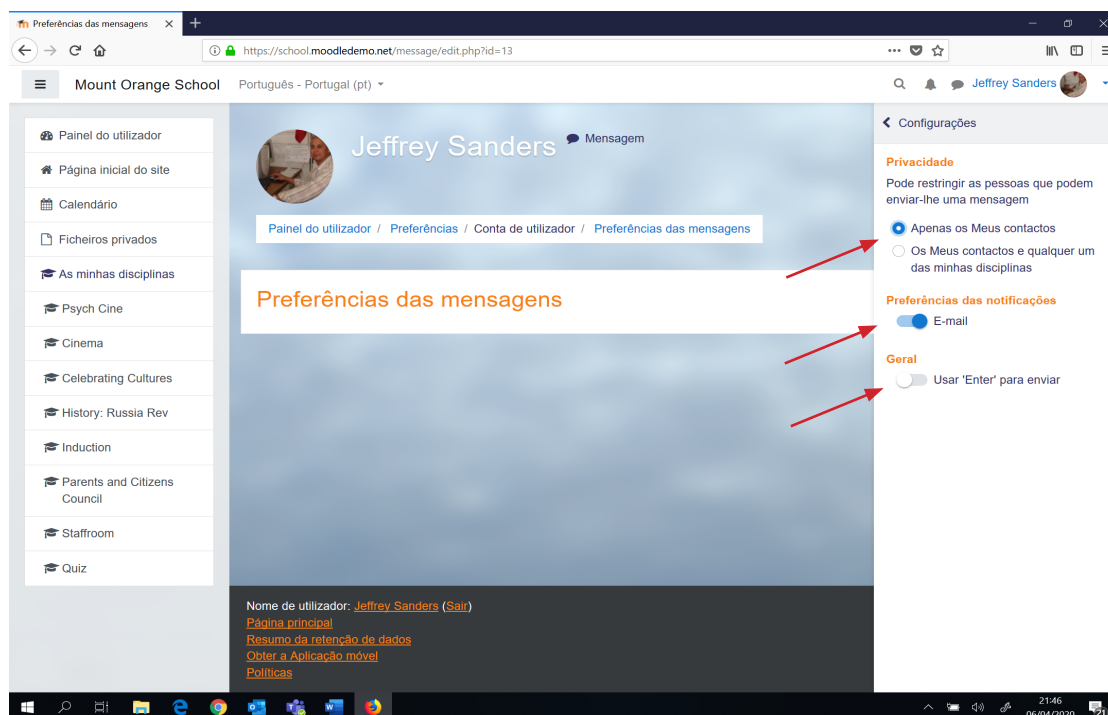 Preferências das mensagens
https://school.moodledemo.net/message/edit.php?id=13
Mount Orange School
Português - Portugal (pt)
Jeffrey Sanders
Painel do utilizador
Página inicial do site
Calendário
Ficheiros privados
As minhas disciplinas
Psych Cine
Cinema
Celebrating Cultures
History: Russia Rev
Induction
Parents and Citizens
Council
Staffroom
Quiz
Jeffrey Sanders
Mensagem
Painel do utilizador / Preferências / Conta de utilizador / Preferências das mensagens
Preferências das mensagens
Nome de utilizador: Jeffrey Sanders (Sair)
Página principal
Resumo da retenção de dados
Obter a Aplicação móvel
Políticas
Configurações
Privacidade
Pode restringir as pessoas que podem
enviar-lhe uma mensagem
Apenas os Meus contactos
Os Meus contactos e qualquer um
das minhas disciplinas
Preferências das notificações
E-mail
Geral
Usar 'Enter' para enviar
21:46
06/04/2020
21